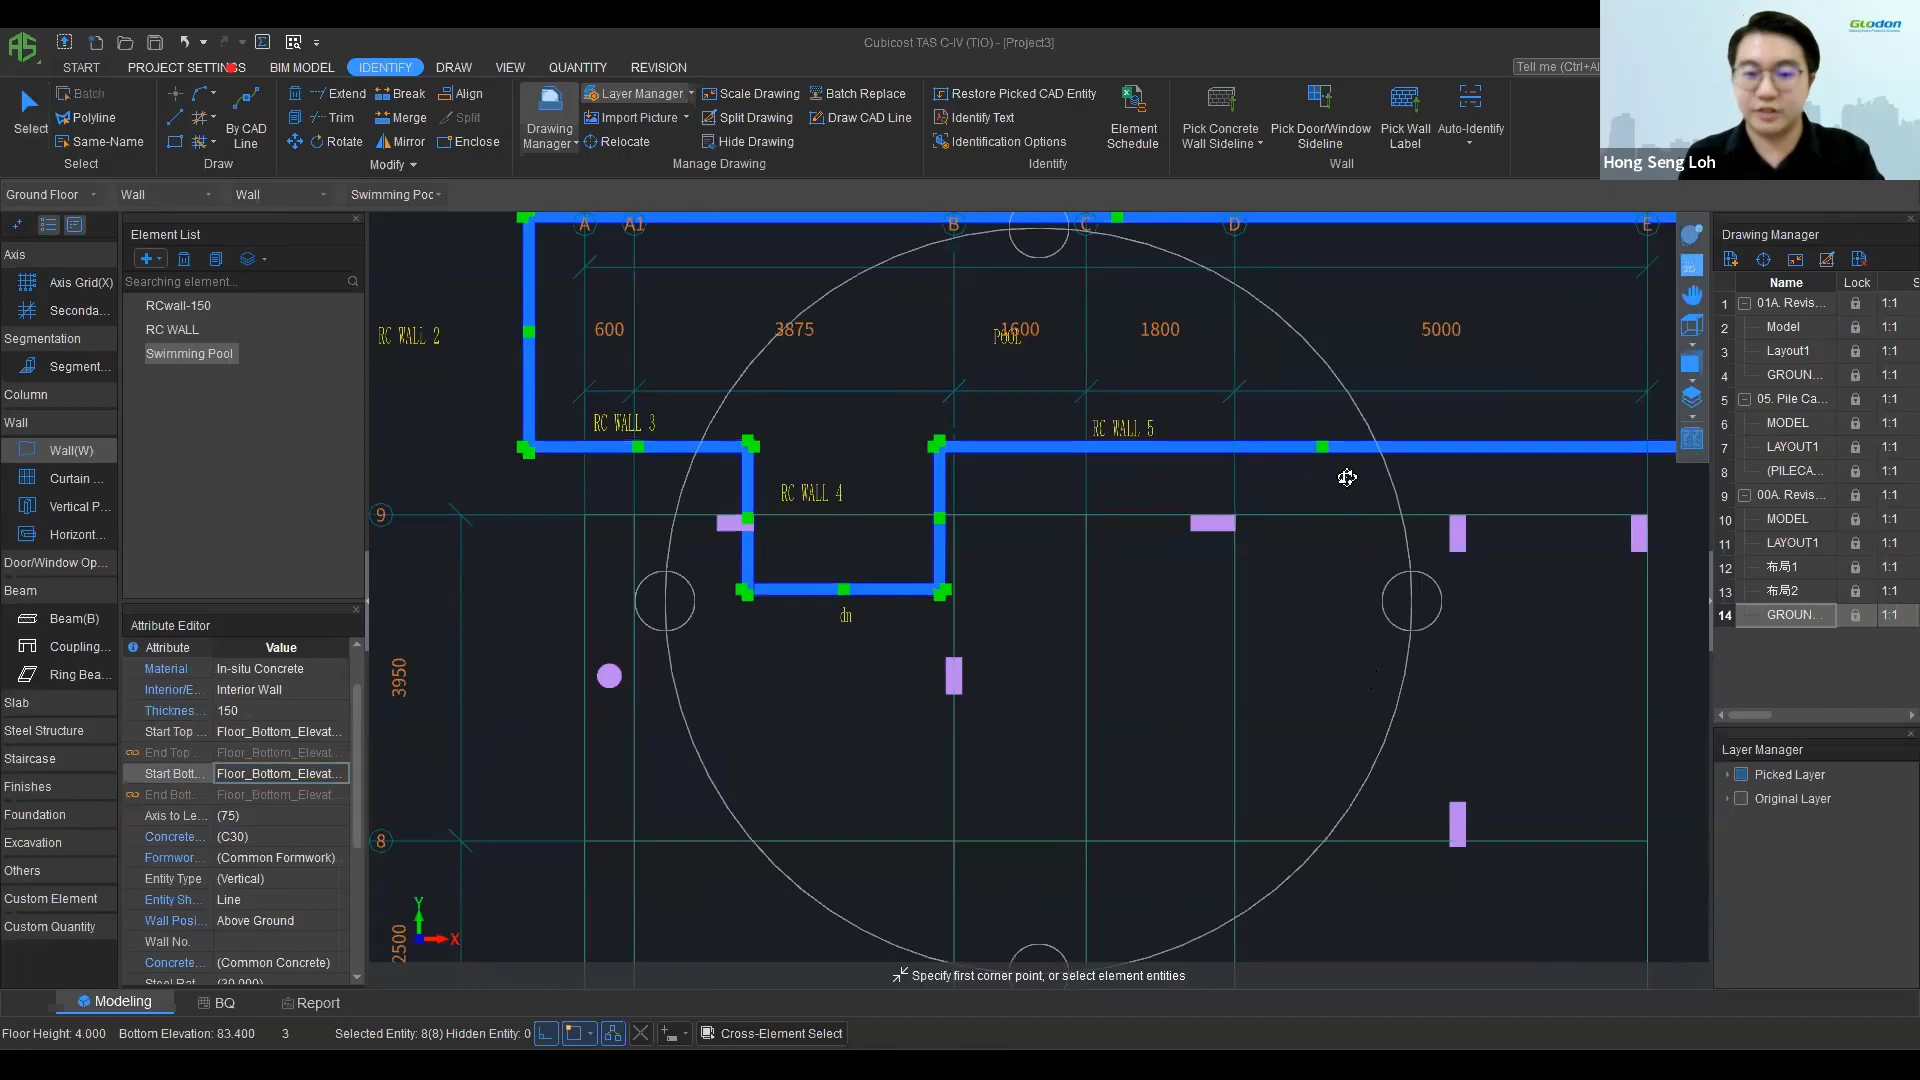 Cubicost TAS C-IV (TIO) - [Project3]
Glodon
START PROJECT SETTINGS BIM MODEL IDENTIFY DRAW VIEW QUANTITY REVISION
Tell me (Ctrl+Al
Select
Batch
Polyline
Same-Name
Select
By CAD Line
Draw
Extend Break Align
Trim Merge Split
Rotate Mirror Enclose
Modify
Drawing Manager
Layer Manager Scale Drawing Batch Replace
Import Picture Split Drawing Draw CAD Line
Relocate Hide Drawing
Manage Drawing
Restore Picked CAD Entity
Identify Text
Identification Options
Element Schedule
Identify
Pick Concrete Wall Sideline
Pick Door/Window Sideline
Pick Wall Label
Auto-Identify
Wall
Hong Seng Loh
Ground Floor Wall Wall Swimming Poc
Axis
Axis Grid(X)
Seconda...
Segmentation
Segment...
Column
Wall
Wall(W)
Curtain ...
Vertical P...
Horizont...
Door/Window Op...
Beam
Beam(B)
Coupling...
Ring Bea...
Slab
Steel Structure
Staircase
Finishes
Foundation
Excavation
Others
Custom Element
Custom Quantity
Element List
Searching element...
RCwall-150
RC WALL
Swimming Pool
Attribute Editor
Attribute Value
Material In-situ Concrete
Interior/E... Interior Wall
Thicknes... 150
Start Top ... Floor_Bottom_Elevat...
End Top ... Floor_Bottom_Elevat...
Start Bott... Floor_Bottom_Elevat...
End Bott... Floor_Bottom_Elevat...
Axis to Le... (75)
Concrete... (C30)
Formwor... (Common Formwork)
Entity Type (Vertical)
Entity Sh... Line
Wall Posi... Above Ground
Wall No.
Concrete... (Common Concrete)
A A1 B C D E
RC WALL 2
600 3875 1600 1800 5000
POOL
RC WALL 3
RC WALL 5
RC WALL 4
9
dn
3950
8
2500
Y
X
Specify first corner point, or select element entities
Drawing Manager
Name Lock S
1 01A. Revis... 1:1
2 Model 1:1
3 Layout1 1:1
4 GROUN... 1:1
5 05. Pile Ca... 1:1
6 MODEL 1:1
7 LAYOUT1 1:1
8 (PILECA... 1:1
9 00A. Revis... 1:1
10 MODEL 1:1
11 LAYOUT1 1:1
12 布局1 1:1
13 布局2 1:1
14 GROUN... 1:1
Layer Manager
Picked Layer
Original Layer
Modeling BQ Report
Floor Height: 4.000 Bottom Elevation: 83.400 3 Selected Entity: 8(8) Hidden Entity: 0 Cross-Element Select